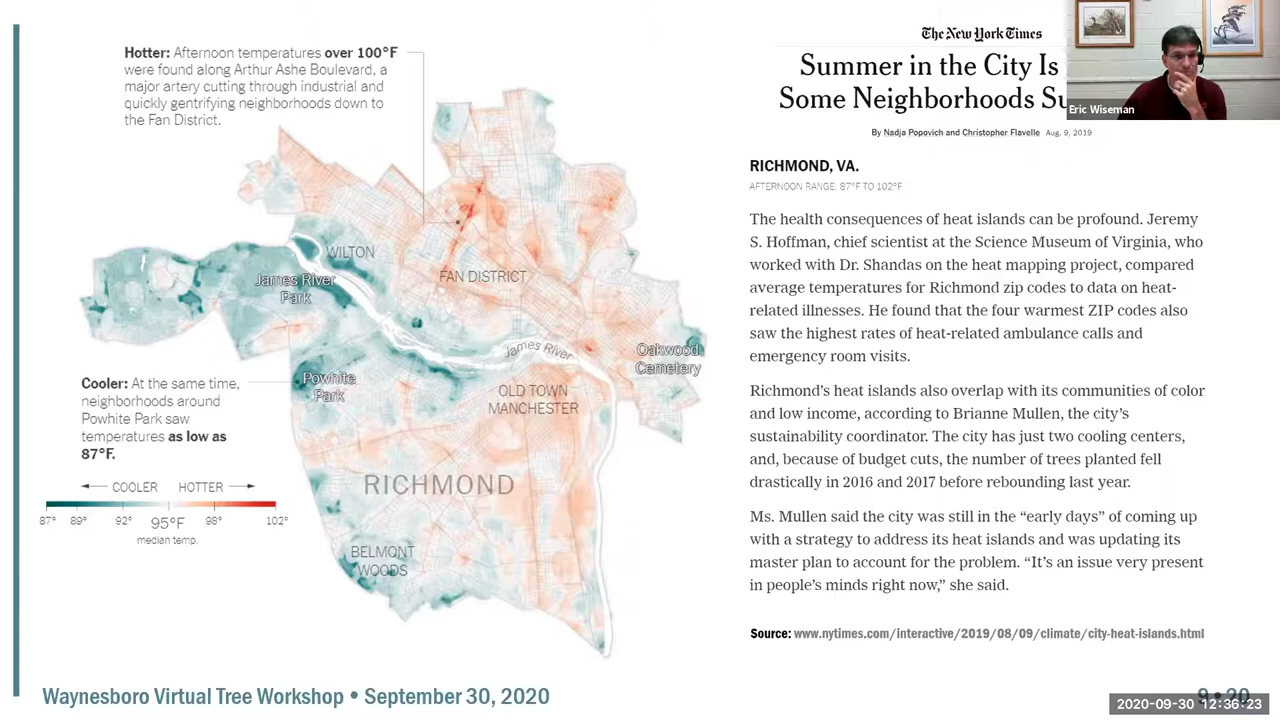 Hotter: Afternoon temperatures over 100°F
were found along Arthur Ashe Boulevard, a
major artery cutting through industrial and
quickly gentrifying neighborhoods down to
the Fan District.
WILTON
James River
Park
FAN DISTRICT
James River
Oakwood
Cemetery
Powhite
Park
OLD TOWN
MANCHESTER
RICHMOND
BELMONT
WOODS
Cooler: At the same time,
neighborhoods around
Powhite Park saw
temperatures as low as
87°F.
COOLER HOTTER
87° 89° 92° 95°F 98° 102°
median temp.
The New York Times
Summer in the City Is
Some Neighborhoods Su
Eric Wiseman
By Nadja Popovich and Christopher Flavelle Aug. 9, 2019
RICHMOND, VA.
AFTERNOON RANGE: 87°F TO 102°F
The health consequences of heat islands can be profound. Jeremy
S. Hoffman, chief scientist at the Science Museum of Virginia, who
worked with Dr. Shandas on the heat mapping project, compared
average temperatures for Richmond zip codes to data on heat-
related illnesses. He found that the four warmest ZIP codes also
saw the highest rates of heat-related ambulance calls and
emergency room visits.
Richmond’s heat islands also overlap with its communities of color
and low income, according to Brianne Mullen, the city’s
sustainability coordinator. The city has just two cooling centers,
and, because of budget cuts, the number of trees planted fell
drastically in 2016 and 2017 before rebounding last year.
Ms. Mullen said the city was still in the “early days” of coming up
with a strategy to address its heat islands and was updating its
master plan to account for the problem. “It’s an issue very present
in people’s minds right now,” she said.
Source: www.nytimes.com/interactive/2019/08/09/climate/city-heat-islands.html
Waynesboro Virtual Tree Workshop • September 30, 2020
9 • 20
2020-09-30 12:36:23